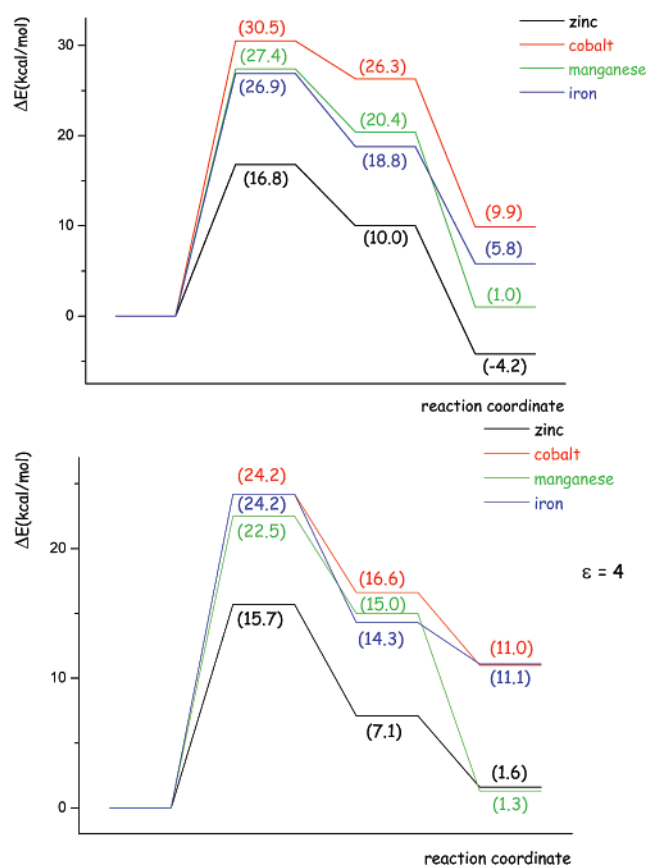 zinc
cobalt
manganese
iron
ΔE(kcal/mol)
30
20
10
0
(30.5)
(27.4)
(26.9)
(16.8)
(26.3)
(20.4)
(18.8)
(10.0)
(9.9)
(5.8)
(1.0)
(-4.2)
reaction coordinate
zinc
cobalt
manganese
iron
ΔE(kcal/mol)
20
10
0
(24.2)
(24.2)
(22.5)
(15.7)
(16.6)
(15.0)
(14.3)
(7.1)
(11.0)
(11.1)
(1.6)
(1.3)
ε = 4
reaction coordinate